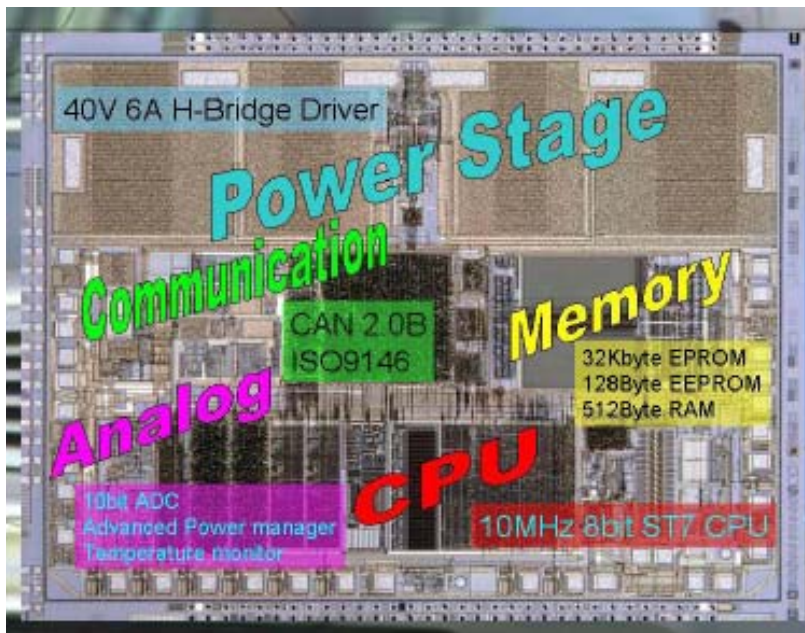 40V 6A H-Bridge Driver
Power Stage
Communication
CAN 2.0B
ISO9146
Memory
32Kbyte EPROM
128Byte EEPROM
512Byte RAM
Analog
10bit ADC
Advanced Power manager
Temperature monitor
CPU
10MHz 8bit ST7 CPU